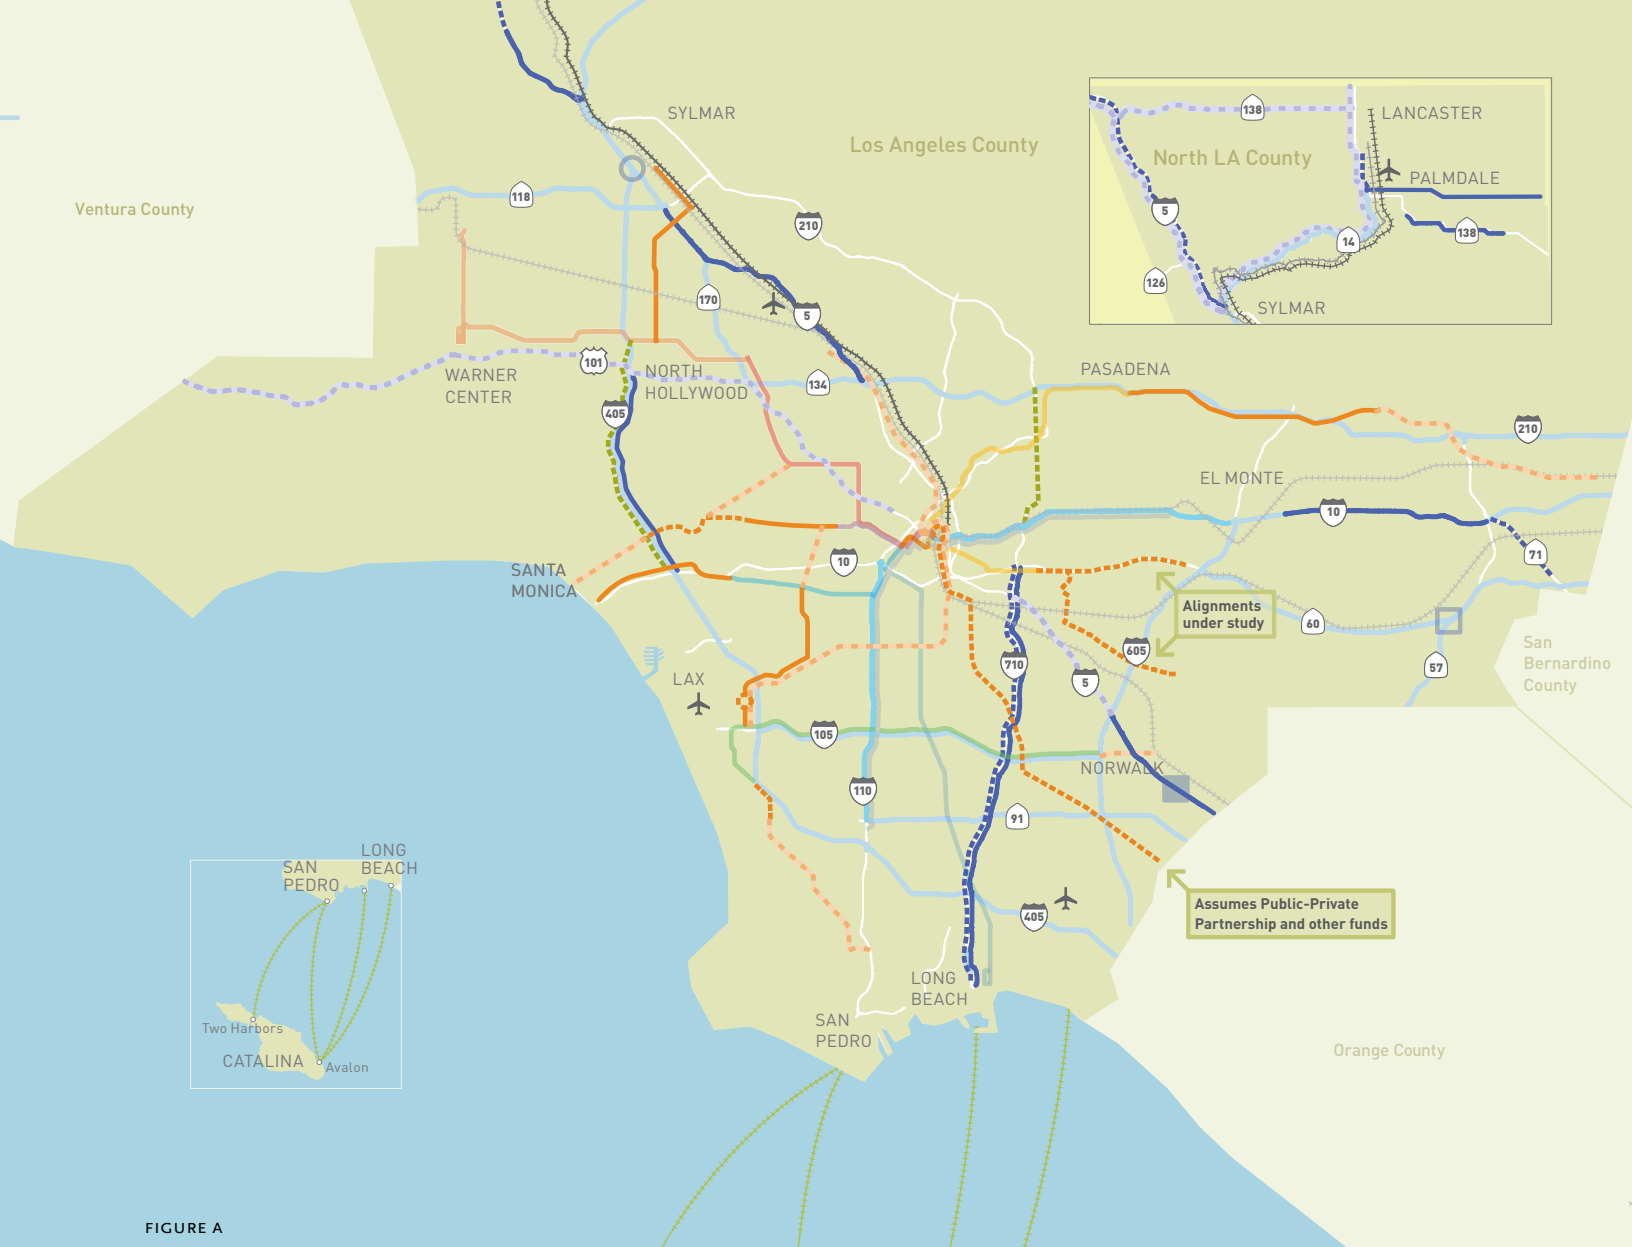 SYLMAR
Los Angeles County
Ventura County
118
210
170
5
101
WARNER
CENTER
NORTH
HOLLYWOOD
134
405
PASADENA
210
EL MONTE
10
71
SANTA
MONICA
10
Alignments
under study
60
605
710
5
57
San
Bernardino
County
LAX
105
NORWALK
110
91
405
Assumes Public-Private
Partnership and other funds
LONG
BEACH
SAN
PEDRO
Orange County
138
LANCASTER
North LA County
PALMDALE
5
138
14
126
SYLMAR
LONG
BEACH
SAN
PEDRO
Two Harbors
CATALINA
Avalon
FIGURE A